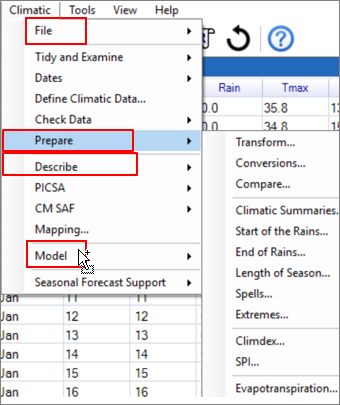 Climatic Tools View Help
File
Tidy and Examine
Dates
Define Climatic Data...
Check Data
Prepare
Describe
PICSA
CM SAF
Mapping...
Model
Seasonal Forecast Support
Rain Tmax
0.0 35.8
0.0 34.8
Transform...
Conversions...
Compare...
Climatic Summaries...
Start of the Rains...
End of Rains...
Length of Season...
Spells...
Extremes...
Climdex...
SPI...
Evapotranspiration...
Jan 11 11
Jan 12 12
Jan 13 13
Jan 14 14
Jan 15 15
Jan 16 16